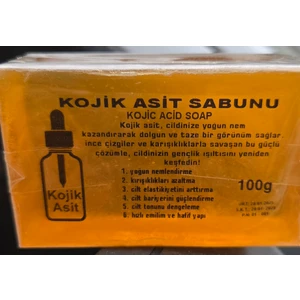 KOJİK ASİT SABUNU
KOJİC ACİD SOAP
Kojik asit, cildinize yoğun nem
kazandırarak dolgun ve taze bir görünüm sağlar
ince çizgiler ve kırışıklıklarla savaşan bu güçlü
çözümle, cildinizin gençlik ışıltısını yeniden
keşfedin!
1: yoğun nemlendirme
2: kırışıklıkları azaltma
3: cilt elastikiyetini arttırma
4: cilt bariyerini güçlendirme
5: cilt tonunu dengeleme
6: hızlı emilim ve hafif yapı
100g
Kojik
Asit